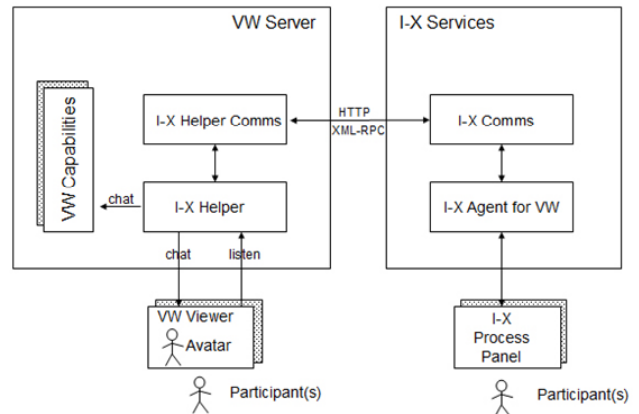 VW Server
I-X Services
VW Capabilities
I-X Helper Comms
HTTP
XML-RPC
I-X Comms
chat
I-X Helper
I-X Agent for VW
chat
listen
VW Viewer
Avatar
I-X
Process
Panel
Participant(s)
Participant(s)